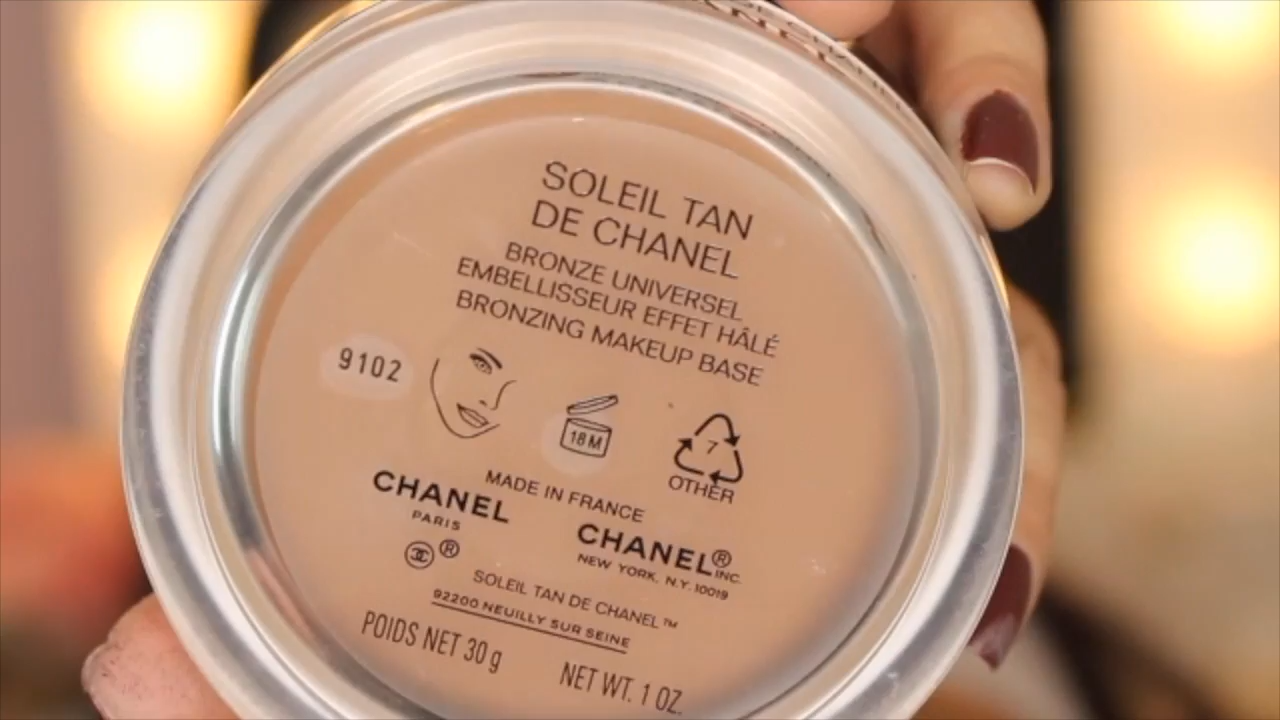 SOLEIL TAN
DE CHANEL
BRONZE UNIVERSEL
EMBELLISSEUR EFFET HÂLÉ
BRONZING MAKEUP BASE
9102
18M
7
OTHER
MADE IN FRANCE
CHANEL
PARIS
CHANEL® INC.
NEW YORK, N.Y. 10019
®
SOLEIL TAN DE CHANEL™
92200 NEUILLY SUR SEINE
POIDS NET 30 g
NET WT. 1 OZ.